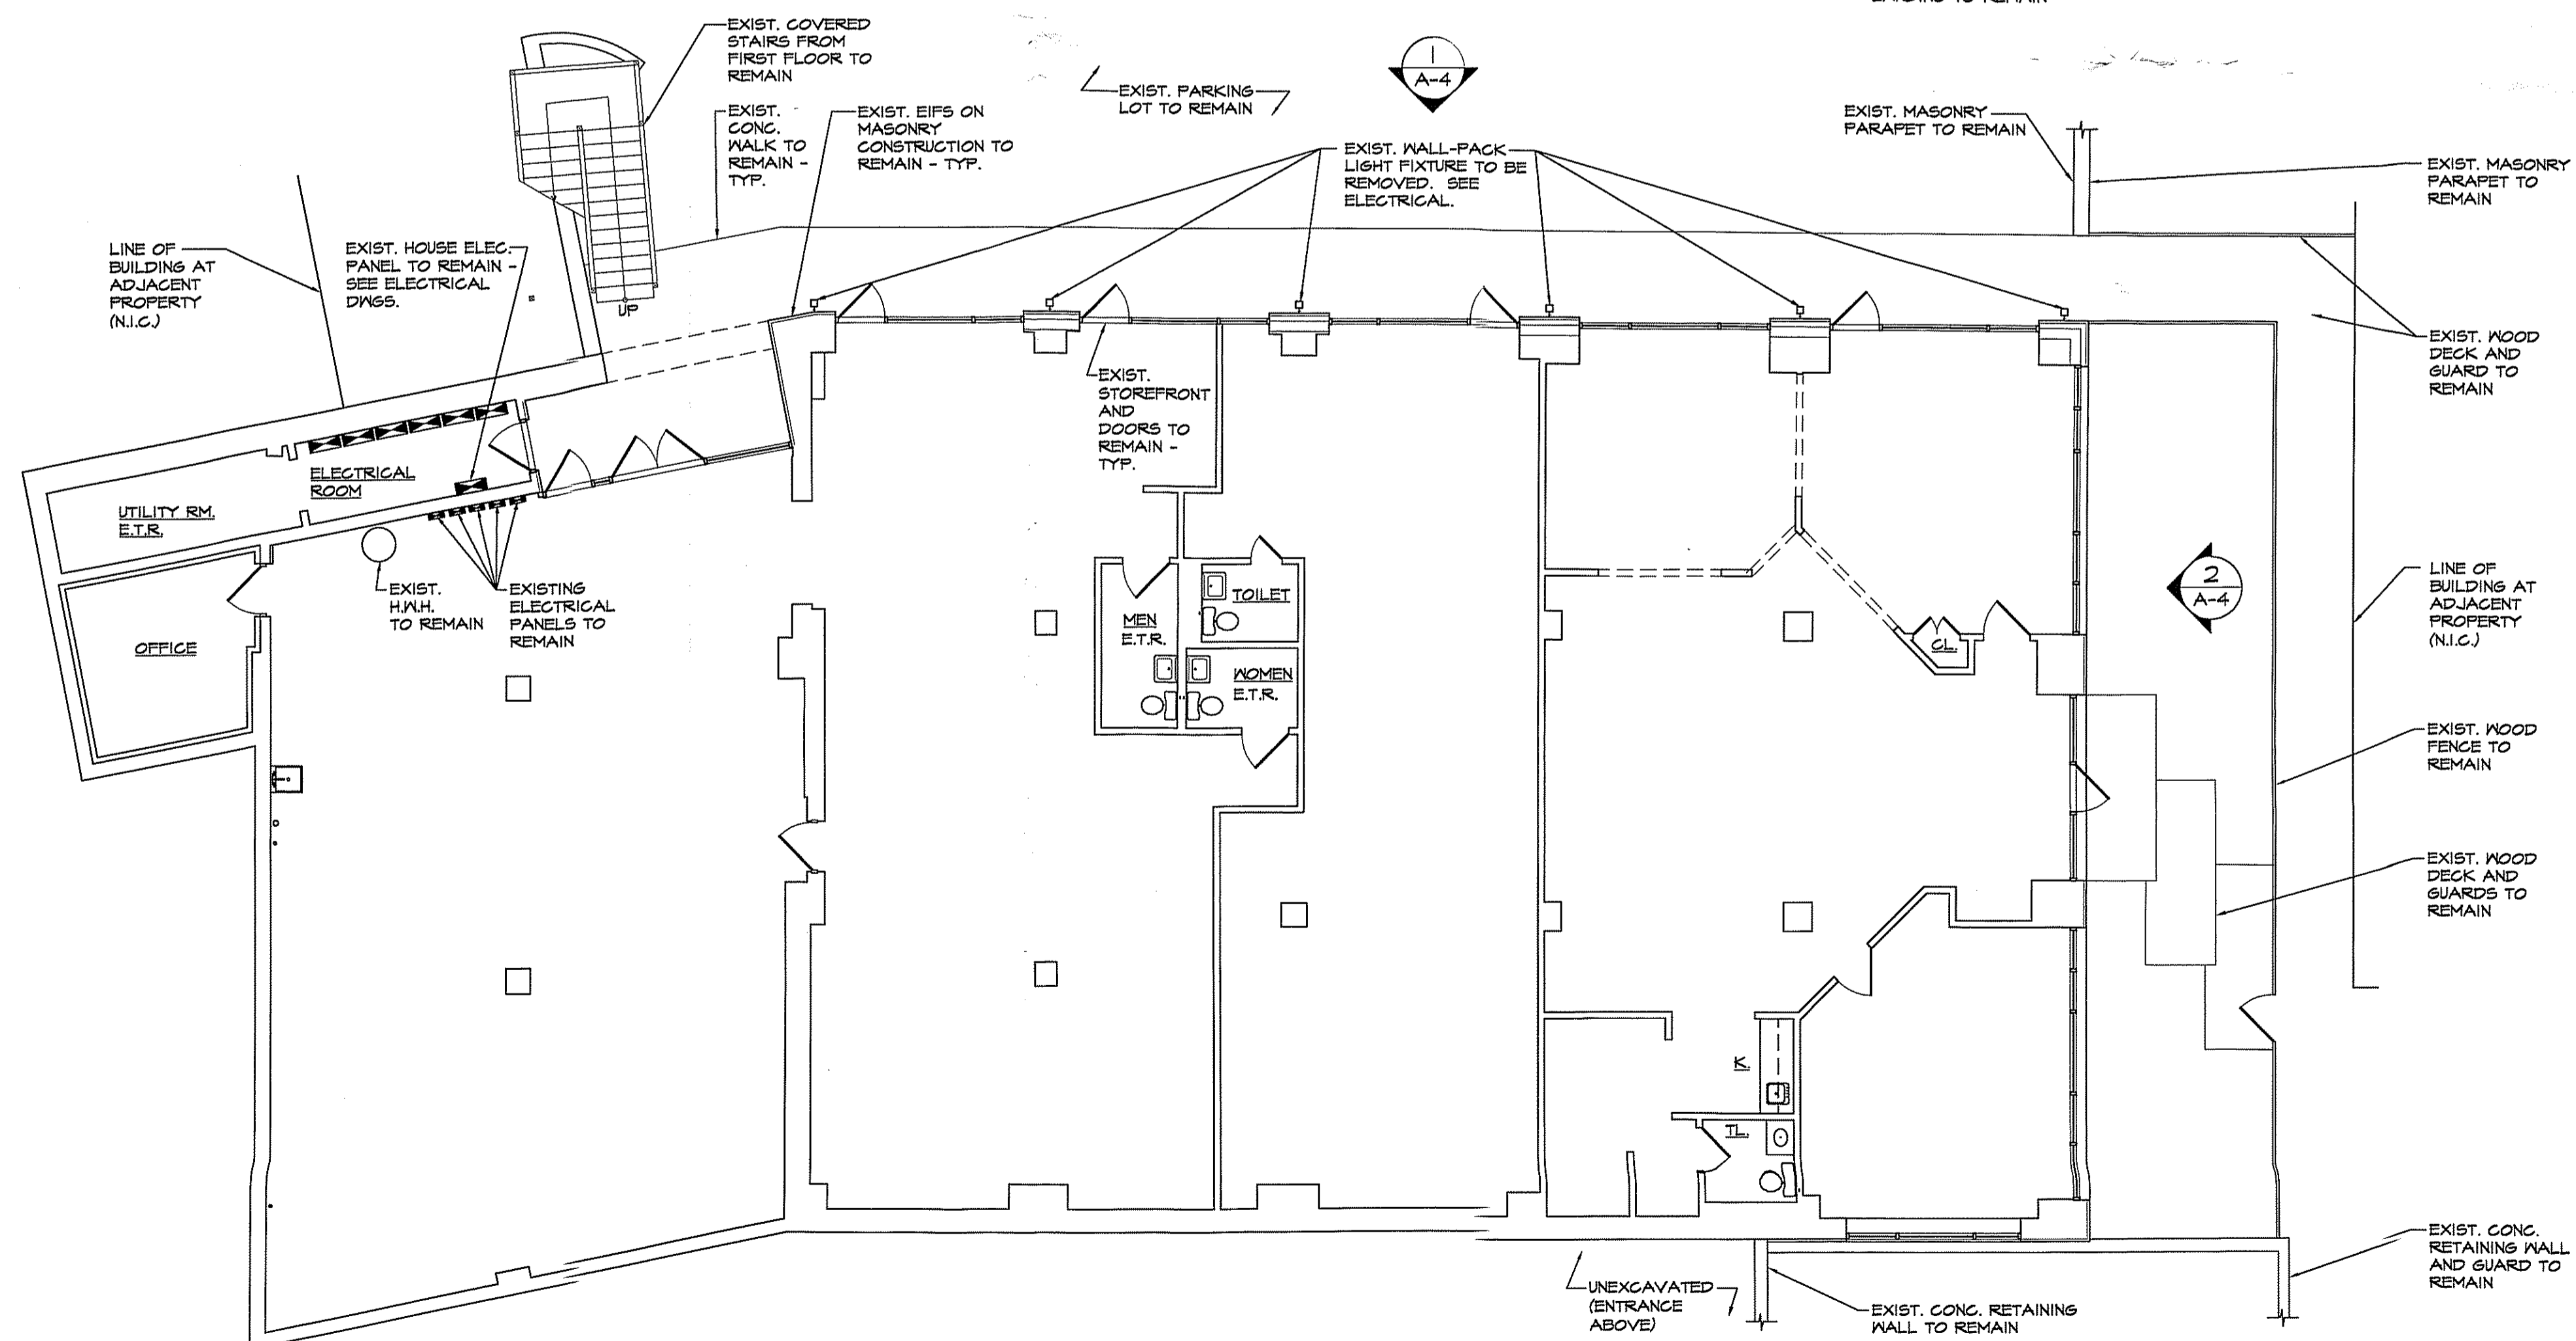 EXIST. COVERED
STAIRS FROM
FIRST FLOOR TO
REMAIN
EXIST.
CONC.
WALK TO
REMAIN -
TYP.
EXIST. EIFS ON
MASONRY
CONSTRUCTION TO
REMAIN - TYP.
EXIST. PARKING
LOT TO REMAIN
1
A-4
EXIST. WALL-PACK
LIGHT FIXTURE TO BE
REMOVED. SEE
ELECTRICAL.
EXIST. MASONRY
PARAPET TO REMAIN
EXIST. MASONRY
PARAPET TO
REMAIN
LINE OF
BUILDING AT
ADJACENT
PROPERTY
(N.I.C.)
EXIST. HOUSE ELEC.
PANEL TO REMAIN -
SEE ELECTRICAL
DWGS.
UP
EXIST. WOOD
DECK AND
GUARD TO
REMAIN
EXIST.
STOREFRONT
AND
DOORS TO
REMAIN -
TYP.
ELECTRICAL
ROOM
UTILITY RM.
E.T.R.
OFFICE
EXIST.
H.W.H.
TO REMAIN
EXISTING
ELECTRICAL
PANELS TO
REMAIN
MEN
E.T.R.
TOILET
WOMEN
E.T.R.
CL.
2
A-4
LINE OF
BUILDING AT
ADJACENT
PROPERTY
(N.I.C.)
EXIST. WOOD
FENCE TO
REMAIN
EXIST. WOOD
DECK AND
GUARDS TO
REMAIN
K.
TL.
UNEXCAVATED
(ENTRANCE
ABOVE)
EXIST. CONC. RETAINING
WALL TO REMAIN
EXIST. CONC.
RETAINING WALL
AND GUARD TO
REMAIN